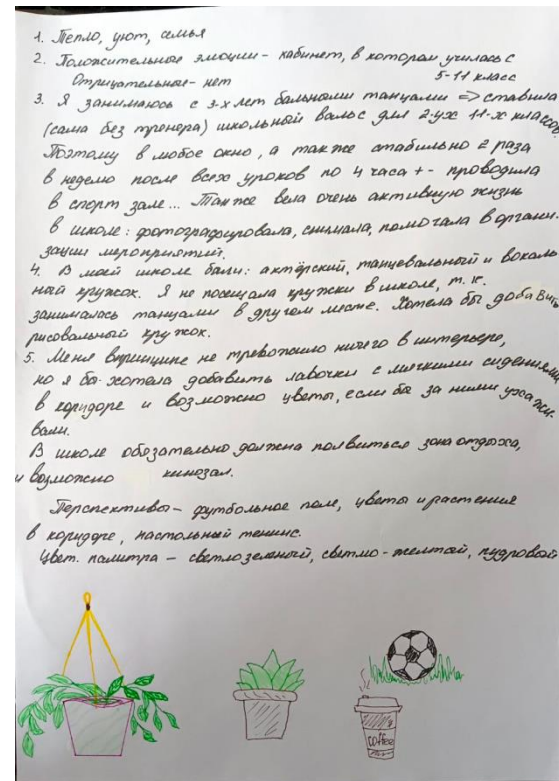 1. Тепло, уют, семья
2. Положительные эмоции - кабинет, в котором училась с
5-11 класс
Отрицательные - нет
3. Я занимаюсь с 3-х лет бальными танцами => ставила
(сама без тренера) школьный вальс для 2-ух 11-х классов.
Поэтому в любое окно, а также стабильно 2 раза
в неделю после всех уроков по 4 часа +- проводила
в спорт зале... Также вела очень активную жизнь
в школе: фотографировала, снимала, помогала в органи-
зации мероприятий.
4. В моей школе были: актёрский, танцевальный и вокаль-
ный кружок. Я не посещала кружки в школе, т.к.
занималась танцами в другом месте. Хотела бы добавить
рисовальный кружок.
5. Меня впринципе не тревожило ничего в интерьере,
но я бы хотела добавить лавочки с мягкими сидениями
в коридоре и возможно цветы, если бы за ними ухажи-
вали.
В школе обязательно должна появиться зона отдыха,
и возможно кинозал.
Перспективы - футбольное поле, цветы и растения
в коридоре, настольный теннис.
Цвет. палитра - светло зеленый, светло-желтый, пудровый
coffee